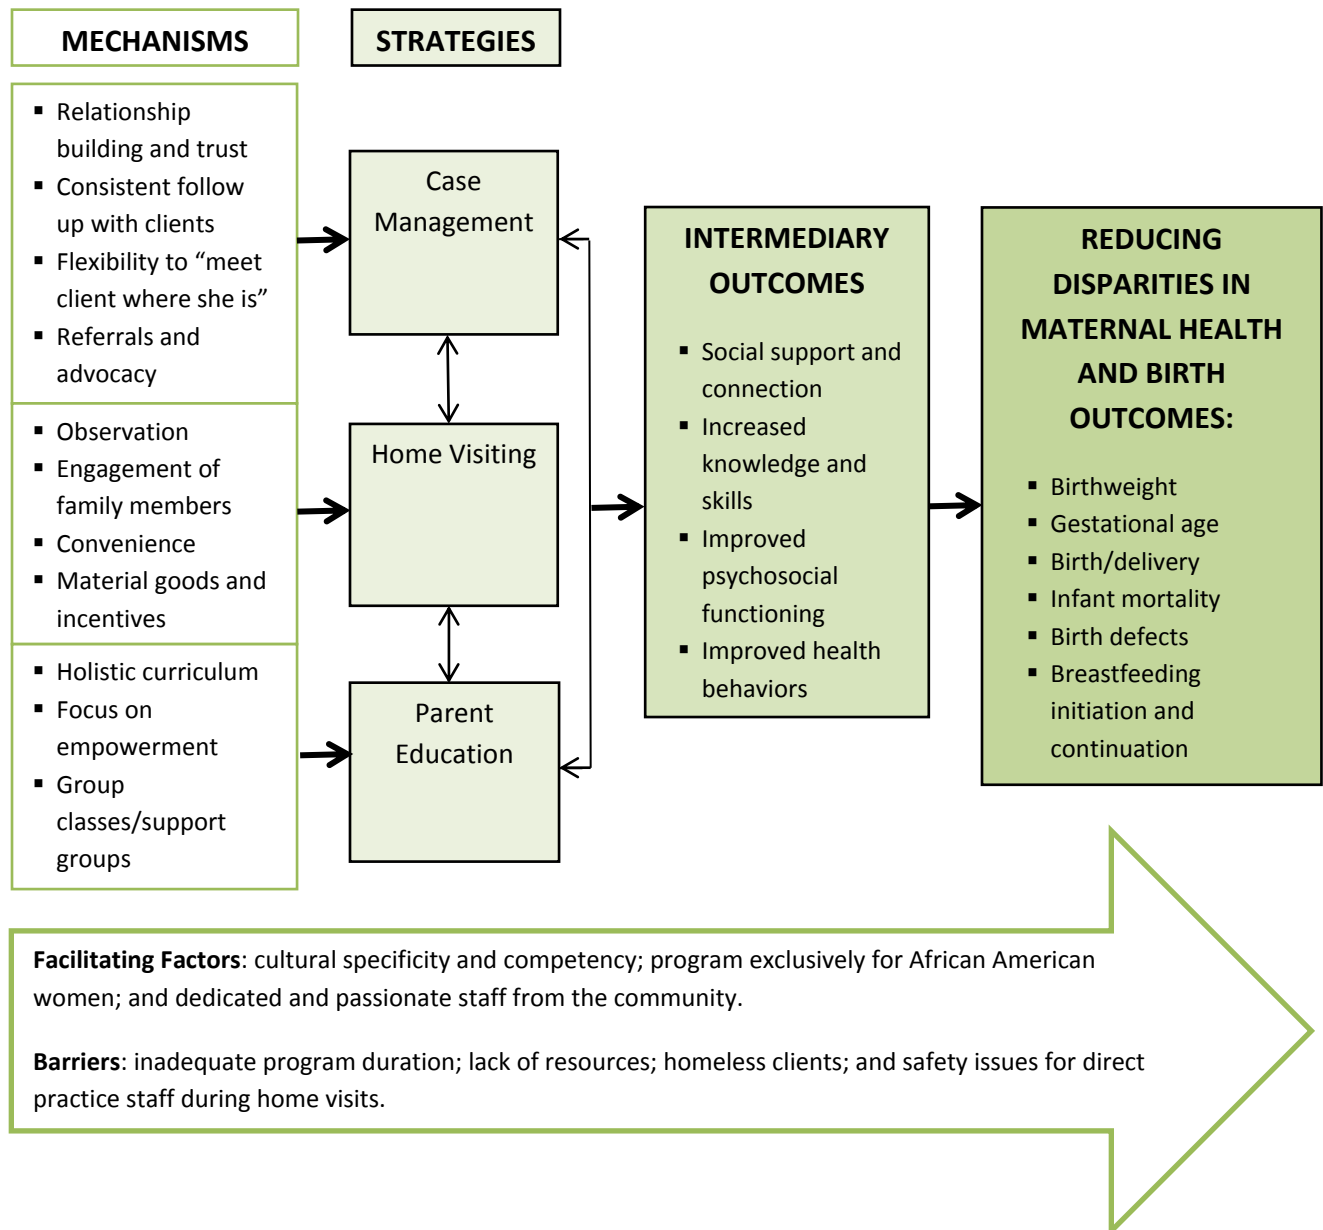 MECHANISMS
STRATEGIES
▪ Relationship
building and trust
▪ Consistent follow
up with clients
▪ Flexibility to “meet
client where she is”
▪ Referrals and
advocacy
▪ Observation
▪ Engagement of
family members
▪ Convenience
▪ Material goods and
incentives
▪ Holistic curriculum
▪ Focus on
empowerment
▪ Group
classes/support
groups
Case
Management
Home Visiting
Parent
Education
INTERMEDIARY
OUTCOMES
▪ Social support and
connection
▪ Increased
knowledge and
skills
▪ Improved
psychosocial
functioning
▪ Improved health
behaviors
REDUCING
DISPARITIES IN
MATERNAL HEALTH
AND BIRTH
OUTCOMES:
▪ Birthweight
▪ Gestational age
▪ Birth/delivery
▪ Infant mortality
▪ Birth defects
▪ Breastfeeding
initiation and
continuation
Facilitating Factors: cultural specificity and competency; program exclusively for African American
women; and dedicated and passionate staff from the community.
Barriers: inadequate program duration; lack of resources; homeless clients; and safety issues for direct
practice staff during home visits.